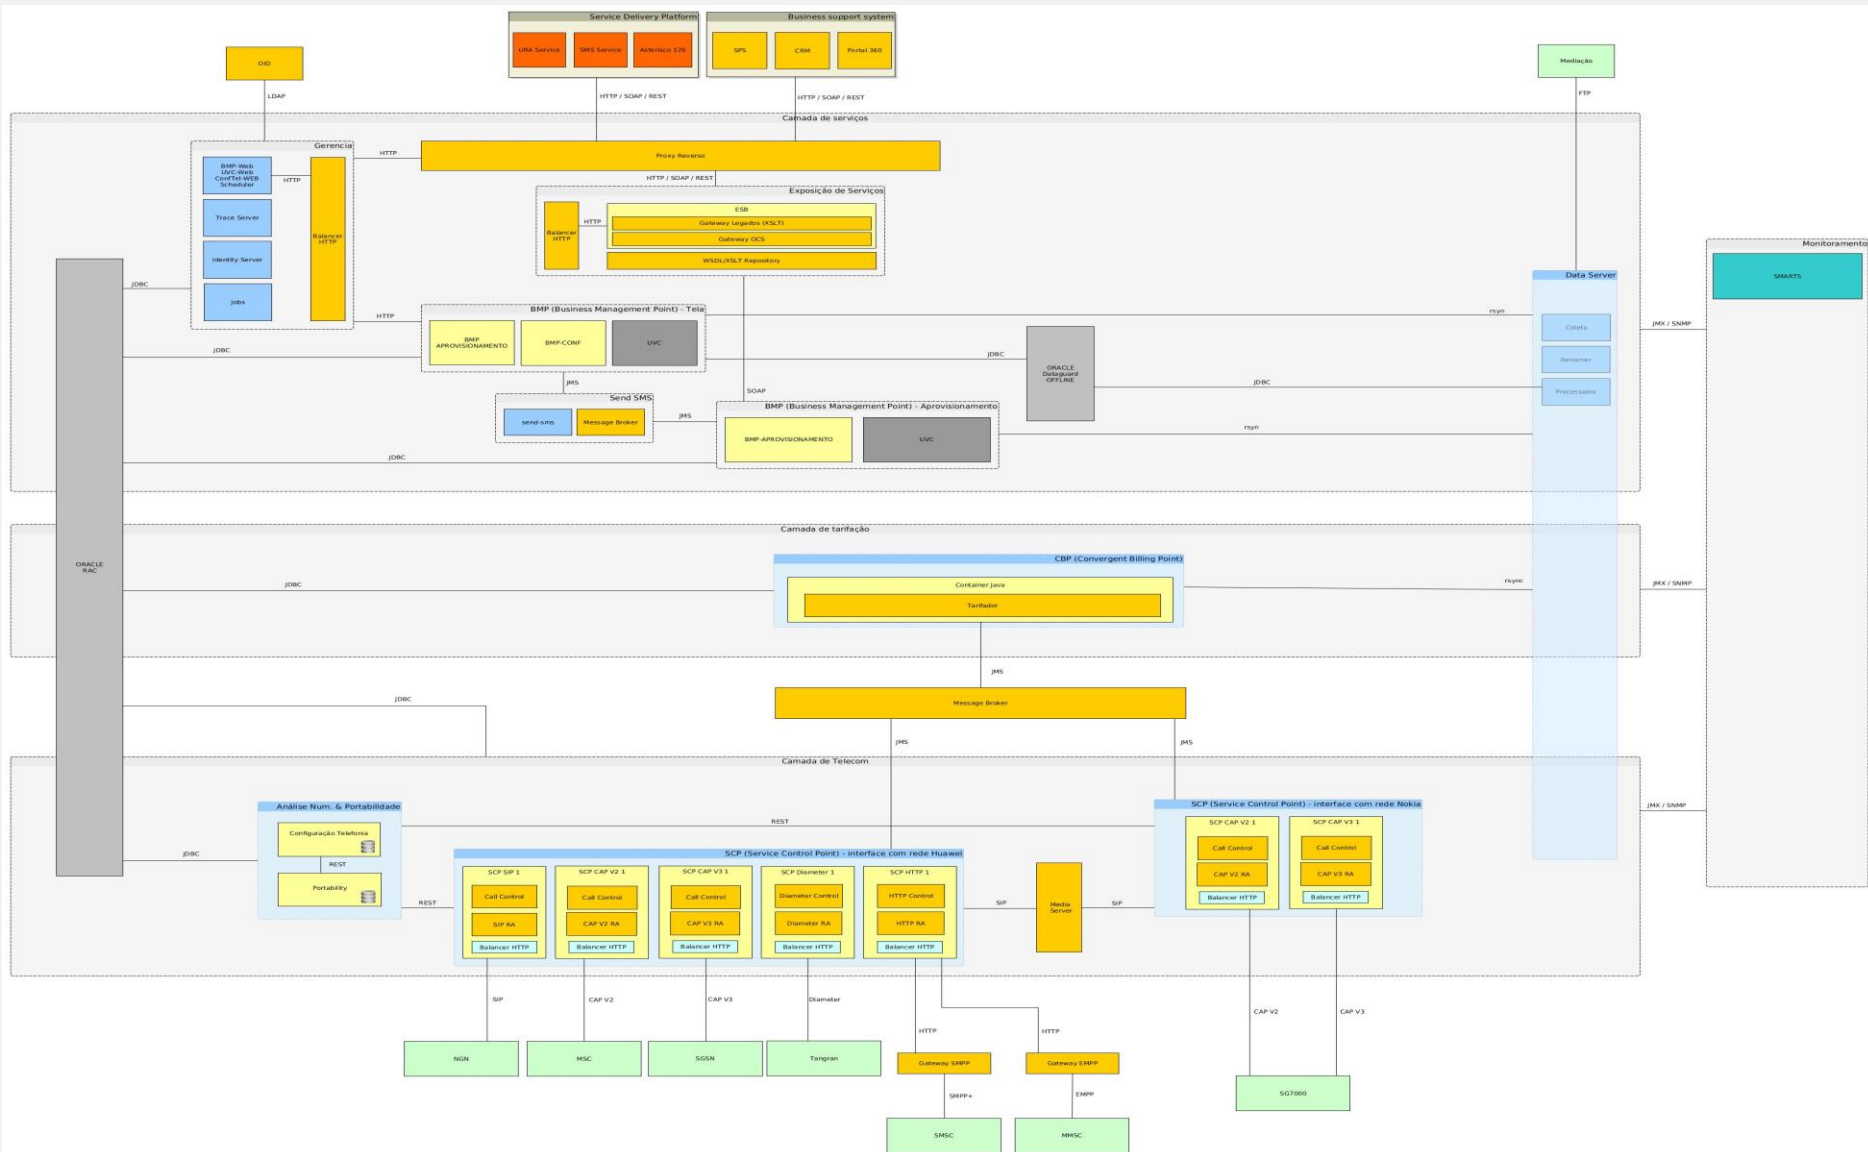 Service Delivery Platform
URA Service
SMS Service
Asterisco 126
Business support system
SPS
CRM
Portal 360
OID
Mediação
LDAP
HTTP / SOAP / REST
HTTP / SOAP / REST
FTP
Camada de serviços
Gerencia
BMP-Web
UVC-Web
ConfTel-WEB
Scheduler
HTTP
Trace Server
Identity Server
Jobs
Balancer
HTTP
HTTP
Proxy Reverso
HTTP / SOAP / REST
Exposição de Serviços
Balancer
HTTP
HTTP
ESB
Gateway Legados (XSLT)
Gateway OCS
WSDL/XSLT Repository
Monitoramento
SMARTS
Data Server
Coleta
Renamer
Processador
JDBC
HTTP
BMP (Business Management Point) - Tela
BMP
APROVISIONAMENTO
BMP-CONF
UVC
rsyn
JMX / SNMP
JDBC
JDBC
ORACLE
Dataguard
OFFLINE
JDBC
JMS
SOAP
Send SMS
send-sms
Message Broker
JMS
BMP (Business Management Point) - Aprovisionamento
BMP-APROVISIONAMENTO
UVC
rsyn
JDBC
Camada de tarifação
ORACLE
RAC
CBP (Convergent Billing Point)
Container Java
Tarifador
JDBC
rsync
JMX / SNMP
JMS
JDBC
Message Broker
JMS
JMS
Camada de Telecom
Análise Num. & Portabilidade
Configuração Telefonia
REST
Portability
JDBC
REST
REST
JMX / SNMP
SCP (Service Control Point) - interface com rede Huawei
SCP SIP 1
Call Control
SIP RA
Balancer HTTP
SCP CAP V2 1
Call Control
CAP V2 RA
Balancer HTTP
SCP CAP V3 1
Call Control
CAP V3 RA
Balancer HTTP
SCP Diameter 1
Diameter Control
Diameter RA
Balancer HTTP
SCP HTTP 1
HTTP Control
HTTP RA
Balancer HTTP
SIP
Media
Server
SIP
SCP (Service Control Point) - interface com rede Nokia
SCP CAP V2 1
Call Control
CAP V2 RA
Balancer HTTP
SCP CAP V3 1
Call Control
CAP V3 RA
Balancer HTTP
SIP
CAP V2
CAP V3
Diameter
HTTP
HTTP
CAP V2
CAP V3
NGN
MSC
SGSN
Tangran
Gateway SMPP
Gateway EMPP
SMPP+
EMPP
SG7000
SMSC
MMSC